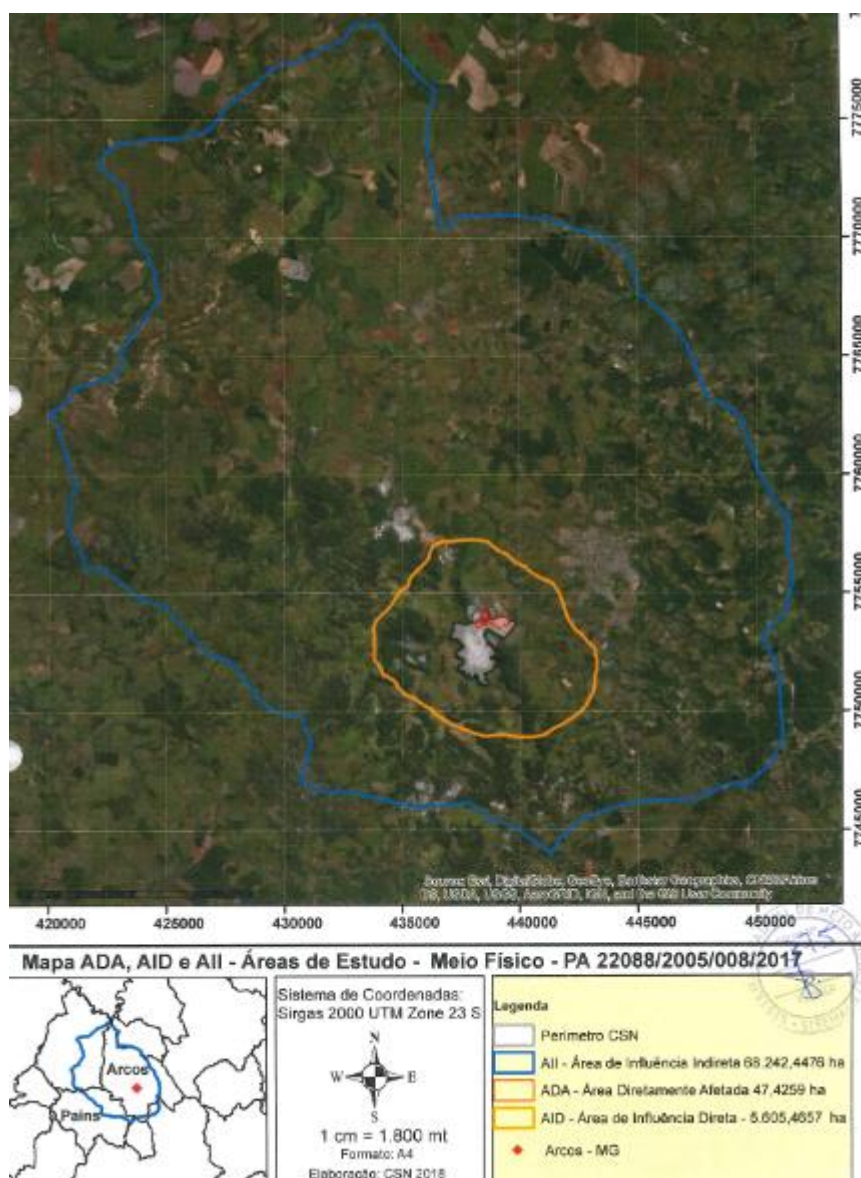 7775000
7770000
7765000
7760000
7755000
7750000
7745000
420000 425000 430000 435000 440000 445000 450000
Mapa ADA, AID e AII - Áreas de Estudo - Meio Físico - PA 22088/2005/008/2017
Arcos
Pains
Sistema de Coordenadas:
Sirgas 2000 UTM Zone 23 S
N
W E
S
1 cm = 1.800 mt
Formato: A4
Elaboração: CSN 2018
Legenda
Perímetro CSN
AII - Área de Influência Indireta 68.242,4476 ha
ADA - Área Diretamente Afetada 47,4259 ha
AID - Área de Influência Direta - 5.605,4657 ha
Arcos - MG